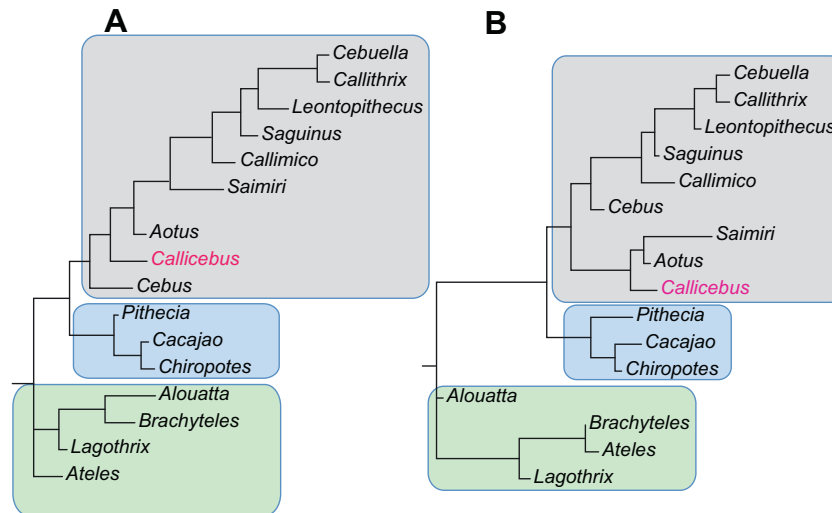 A
Cebuella
Callithrix
Leontopithecus
Saguinus
Callimico
Saimiri
Aotus
Callicebus
Cebus
Pithecia
Cacajao
Chiropotes
Alouatta
Brachyteles
Lagothrix
Ateles
B
Cebuella
Callithrix
Leontopithecus
Saguinus
Callimico
Cebus
Saimiri
Aotus
Callicebus
Pithecia
Cacajao
Chiropotes
Alouatta
Brachyteles
Ateles
Lagothrix